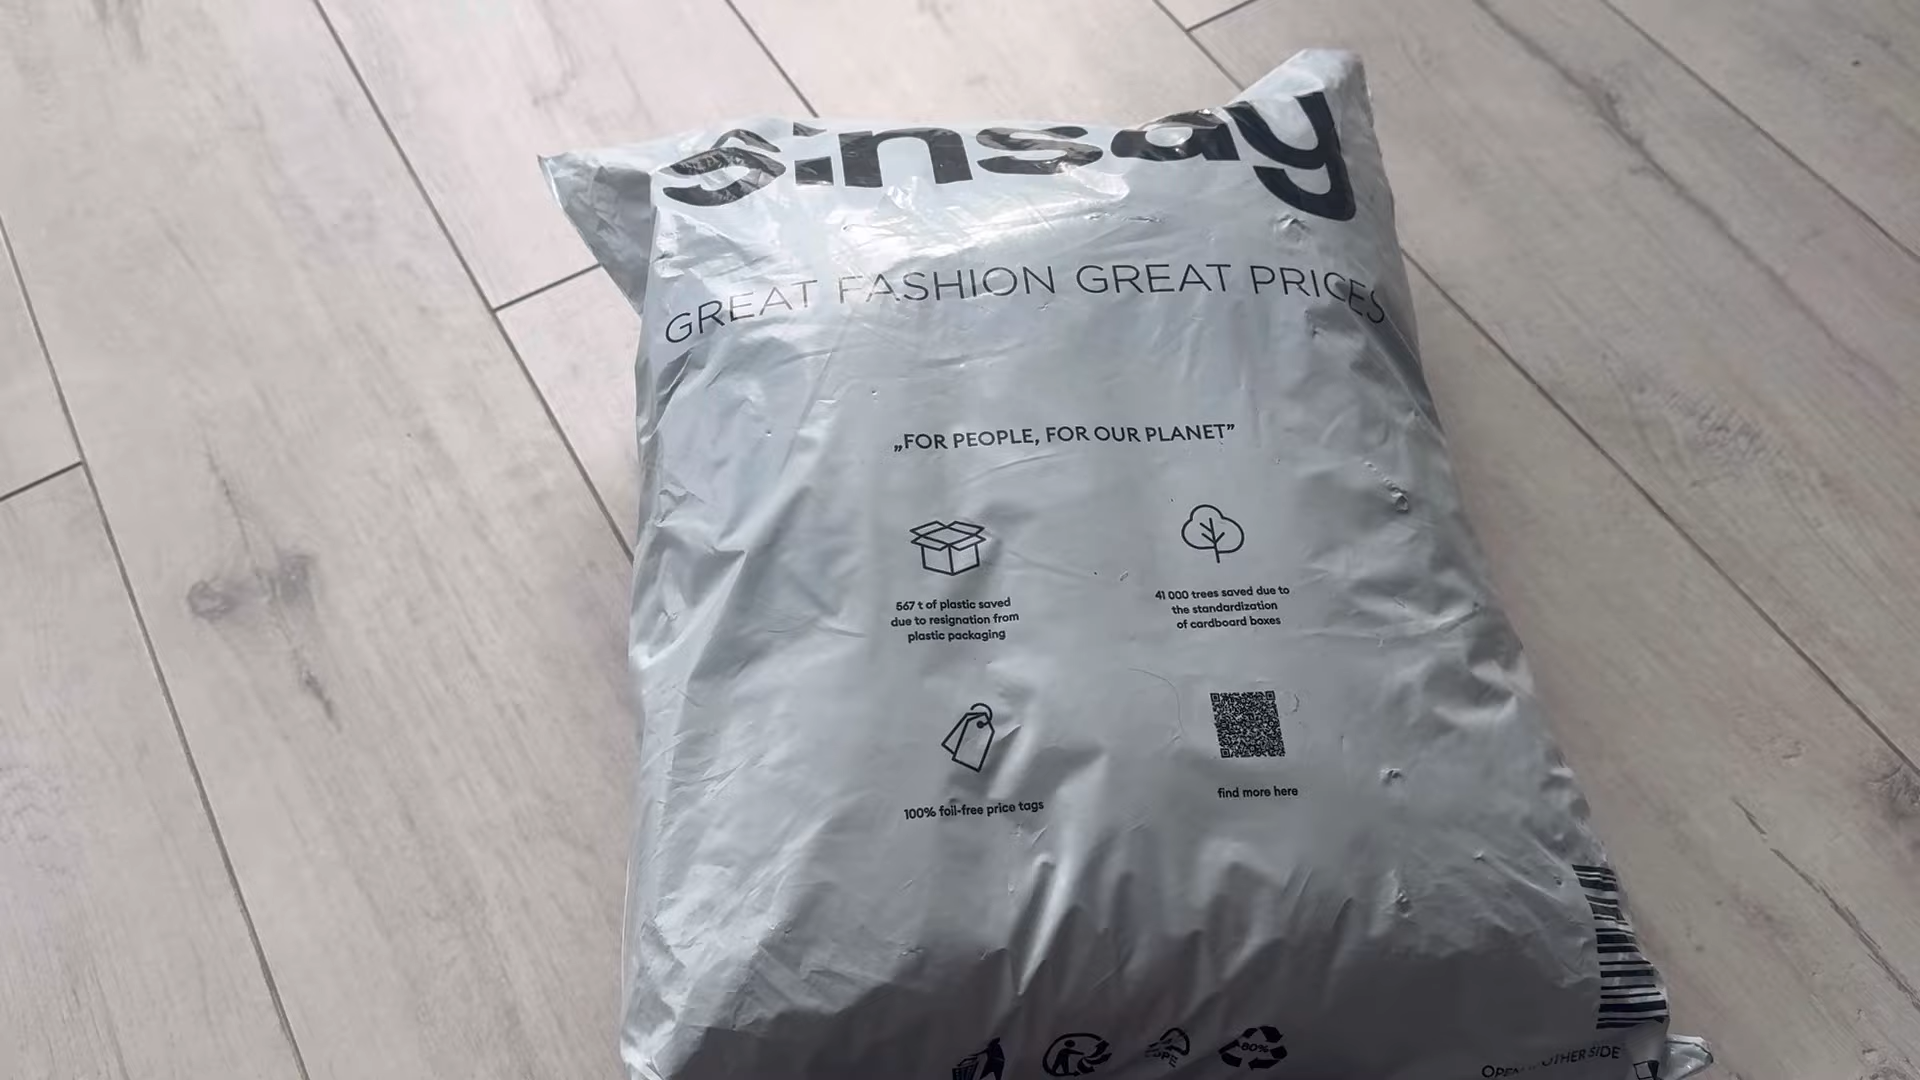 sinsay
GREAT FASHION GREAT PRICES
„FOR PEOPLE, FOR OUR PLANET”
567 t of plastic saved
due to resignation from
plastic packaging
41 000 trees saved due to
the standardization
of cardboard boxes
100% foil-free price tags
find more here
80%
OTHER SIDE